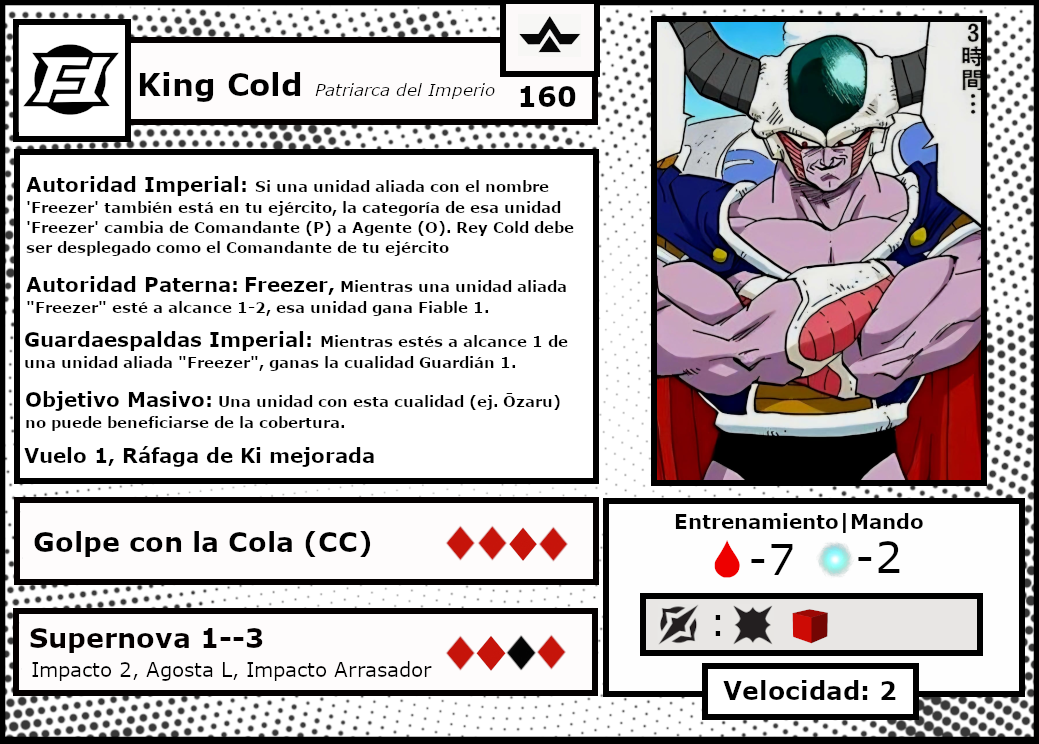 FI
King Cold Patriarca del Imperio
160
Autoridad Imperial: Si una unidad aliada con el nombre
'Freezer' también está en tu ejército, la categoría de esa unidad
'Freezer' cambia de Comandante (P) a Agente (O). Rey Cold debe
ser desplegado como el Comandante de tu ejército
Autoridad Paterna: Freezer, Mientras una unidad aliada
"Freezer" esté a alcance 1-2, esa unidad gana Fiable 1.
Guardaespaldas Imperial: Mientras estés a alcance 1 de
una unidad aliada "Freezer", ganas la cualidad Guardián 1.
Objetivo Masivo: Una unidad con esta cualidad (ej. Ōzaru)
no puede beneficiarse de la cobertura.
Vuelo 1, Ráfaga de Ki mejorada
Golpe con la Cola (CC)
Supernova 1--3
Impacto 2, Agosta L, Impacto Arrasador
3時間…
Entrenamiento|Mando
-7 -2
:
Velocidad: 2